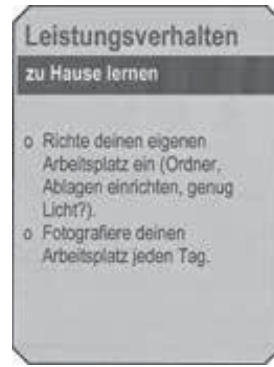 Leistungsverhalten
zu Hause lernen
o Richte deinen eigenen
Arbeitsplatz ein (Ordner,
Ablagen einrichten, genug
Licht?).
o Fotografiere deinen
Arbeitsplatz jeden Tag.